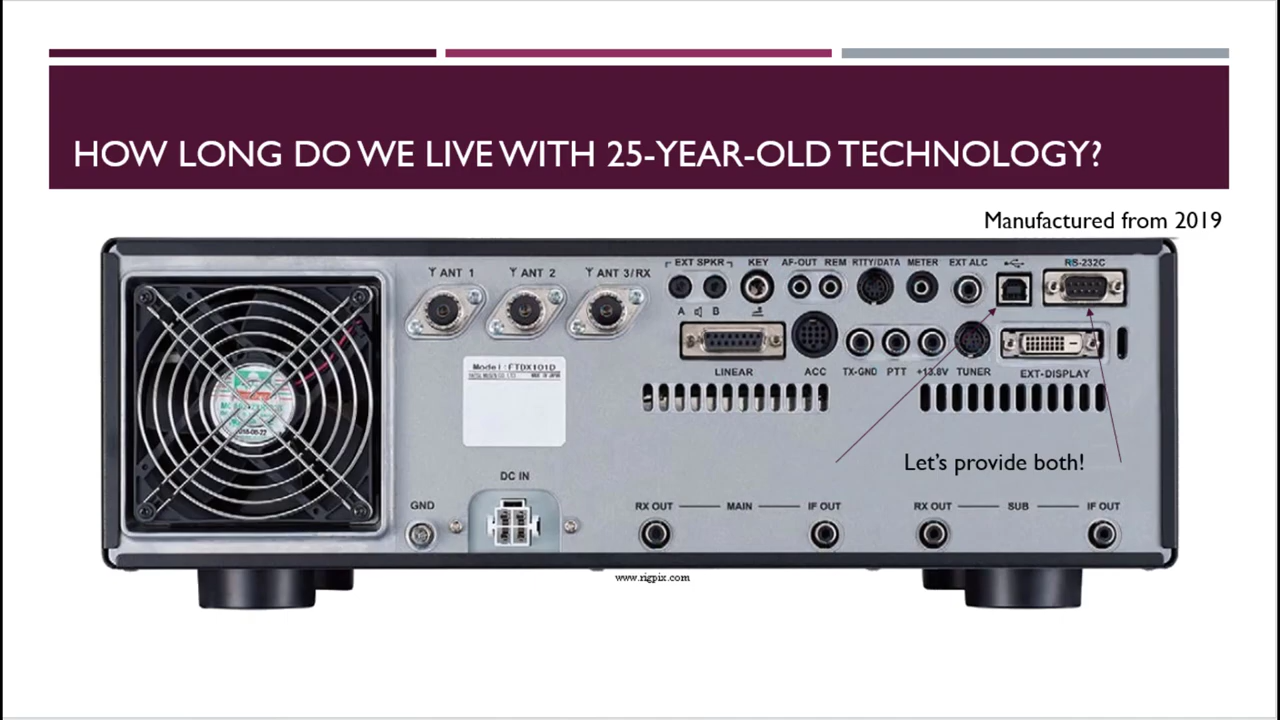 HOW LONG DO WE LIVE WITH 25-YEAR-OLD TECHNOLOGY?
Manufactured from 2019
ANT 1
ANT 2
ANT 3/RX
EXT SPKR
KEY
AF-OUT
REM
RTTY/DATA
METER
EXT ALC
RS-232C
A
B
LINEAR
ACC
TX-GND
PTT
+13.8V
TUNER
EXT-DISPLAY
Model:FTDX101D
Let's provide both!
DC IN
GND
RX OUT
MAIN
IF OUT
RX OUT
SUB
IF OUT
www.rigpix.com